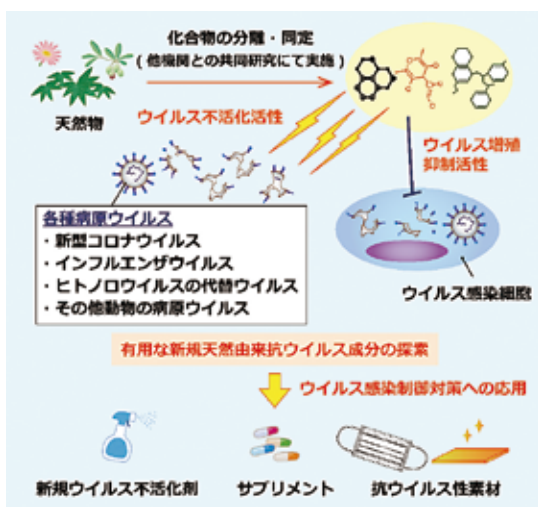 化合物の分離・同定
(他機関との共同研究にて実施)
天然物
ウイルス不活化活性
ウイルス増殖
抑制活性
各種病原ウイルス
・新型コロナウイルス
・インフルエンザウイルス
・ヒトノロウイルスの代替ウイルス
・その他動物の病原ウイルス
ウイルス感染細胞
有用な新規天然由来抗ウイルス成分の探索
ウイルス感染制御対策への応用
新規ウイルス不活化剤
サプリメント
抗ウイルス性素材